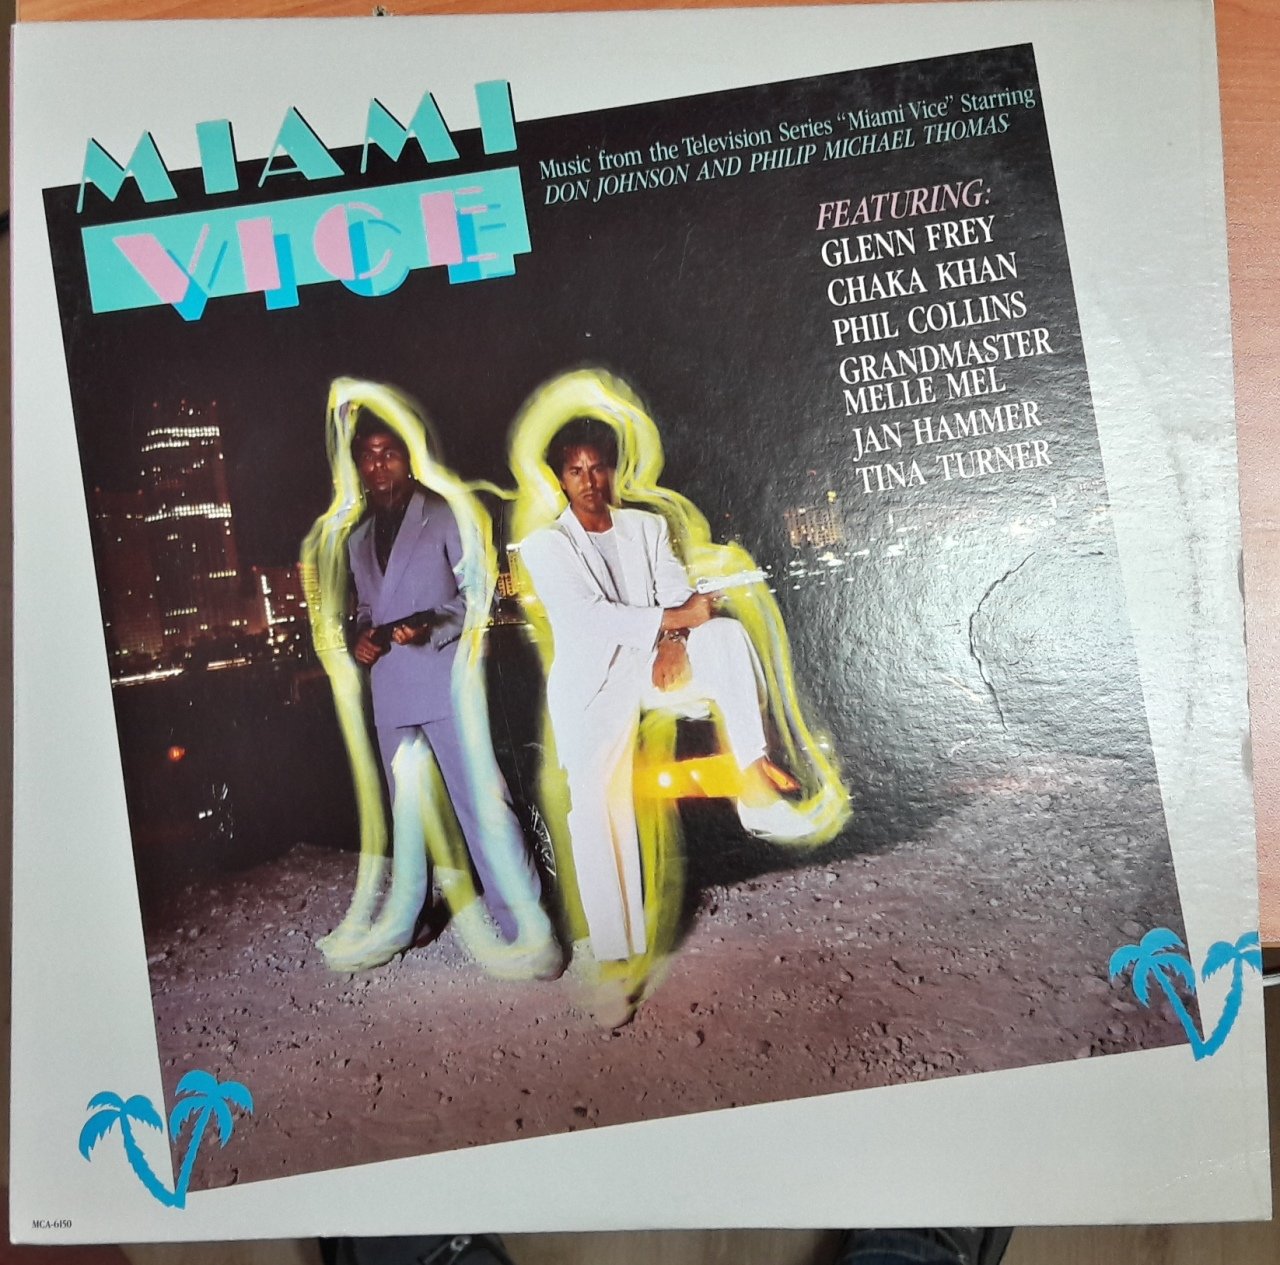 MIAMI
VICE
Music from the Television Series "Miami Vice" Starring
DON JOHNSON AND PHILIP MICHAEL THOMAS
FEATURING:
GLENN FREY
CHAKA KHAN
PHIL COLLINS
GRANDMASTER
MELLE MEL
JAN HAMMER
TINA TURNER
MCA-6150